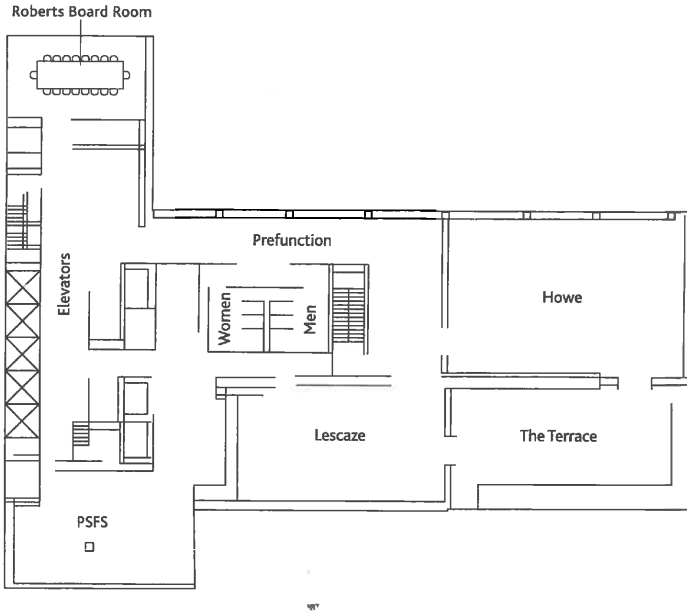 Roberts Board Room
Prefunction
Elevators
Howe
Women
Men
Lescaze
The Terrace
PSFS